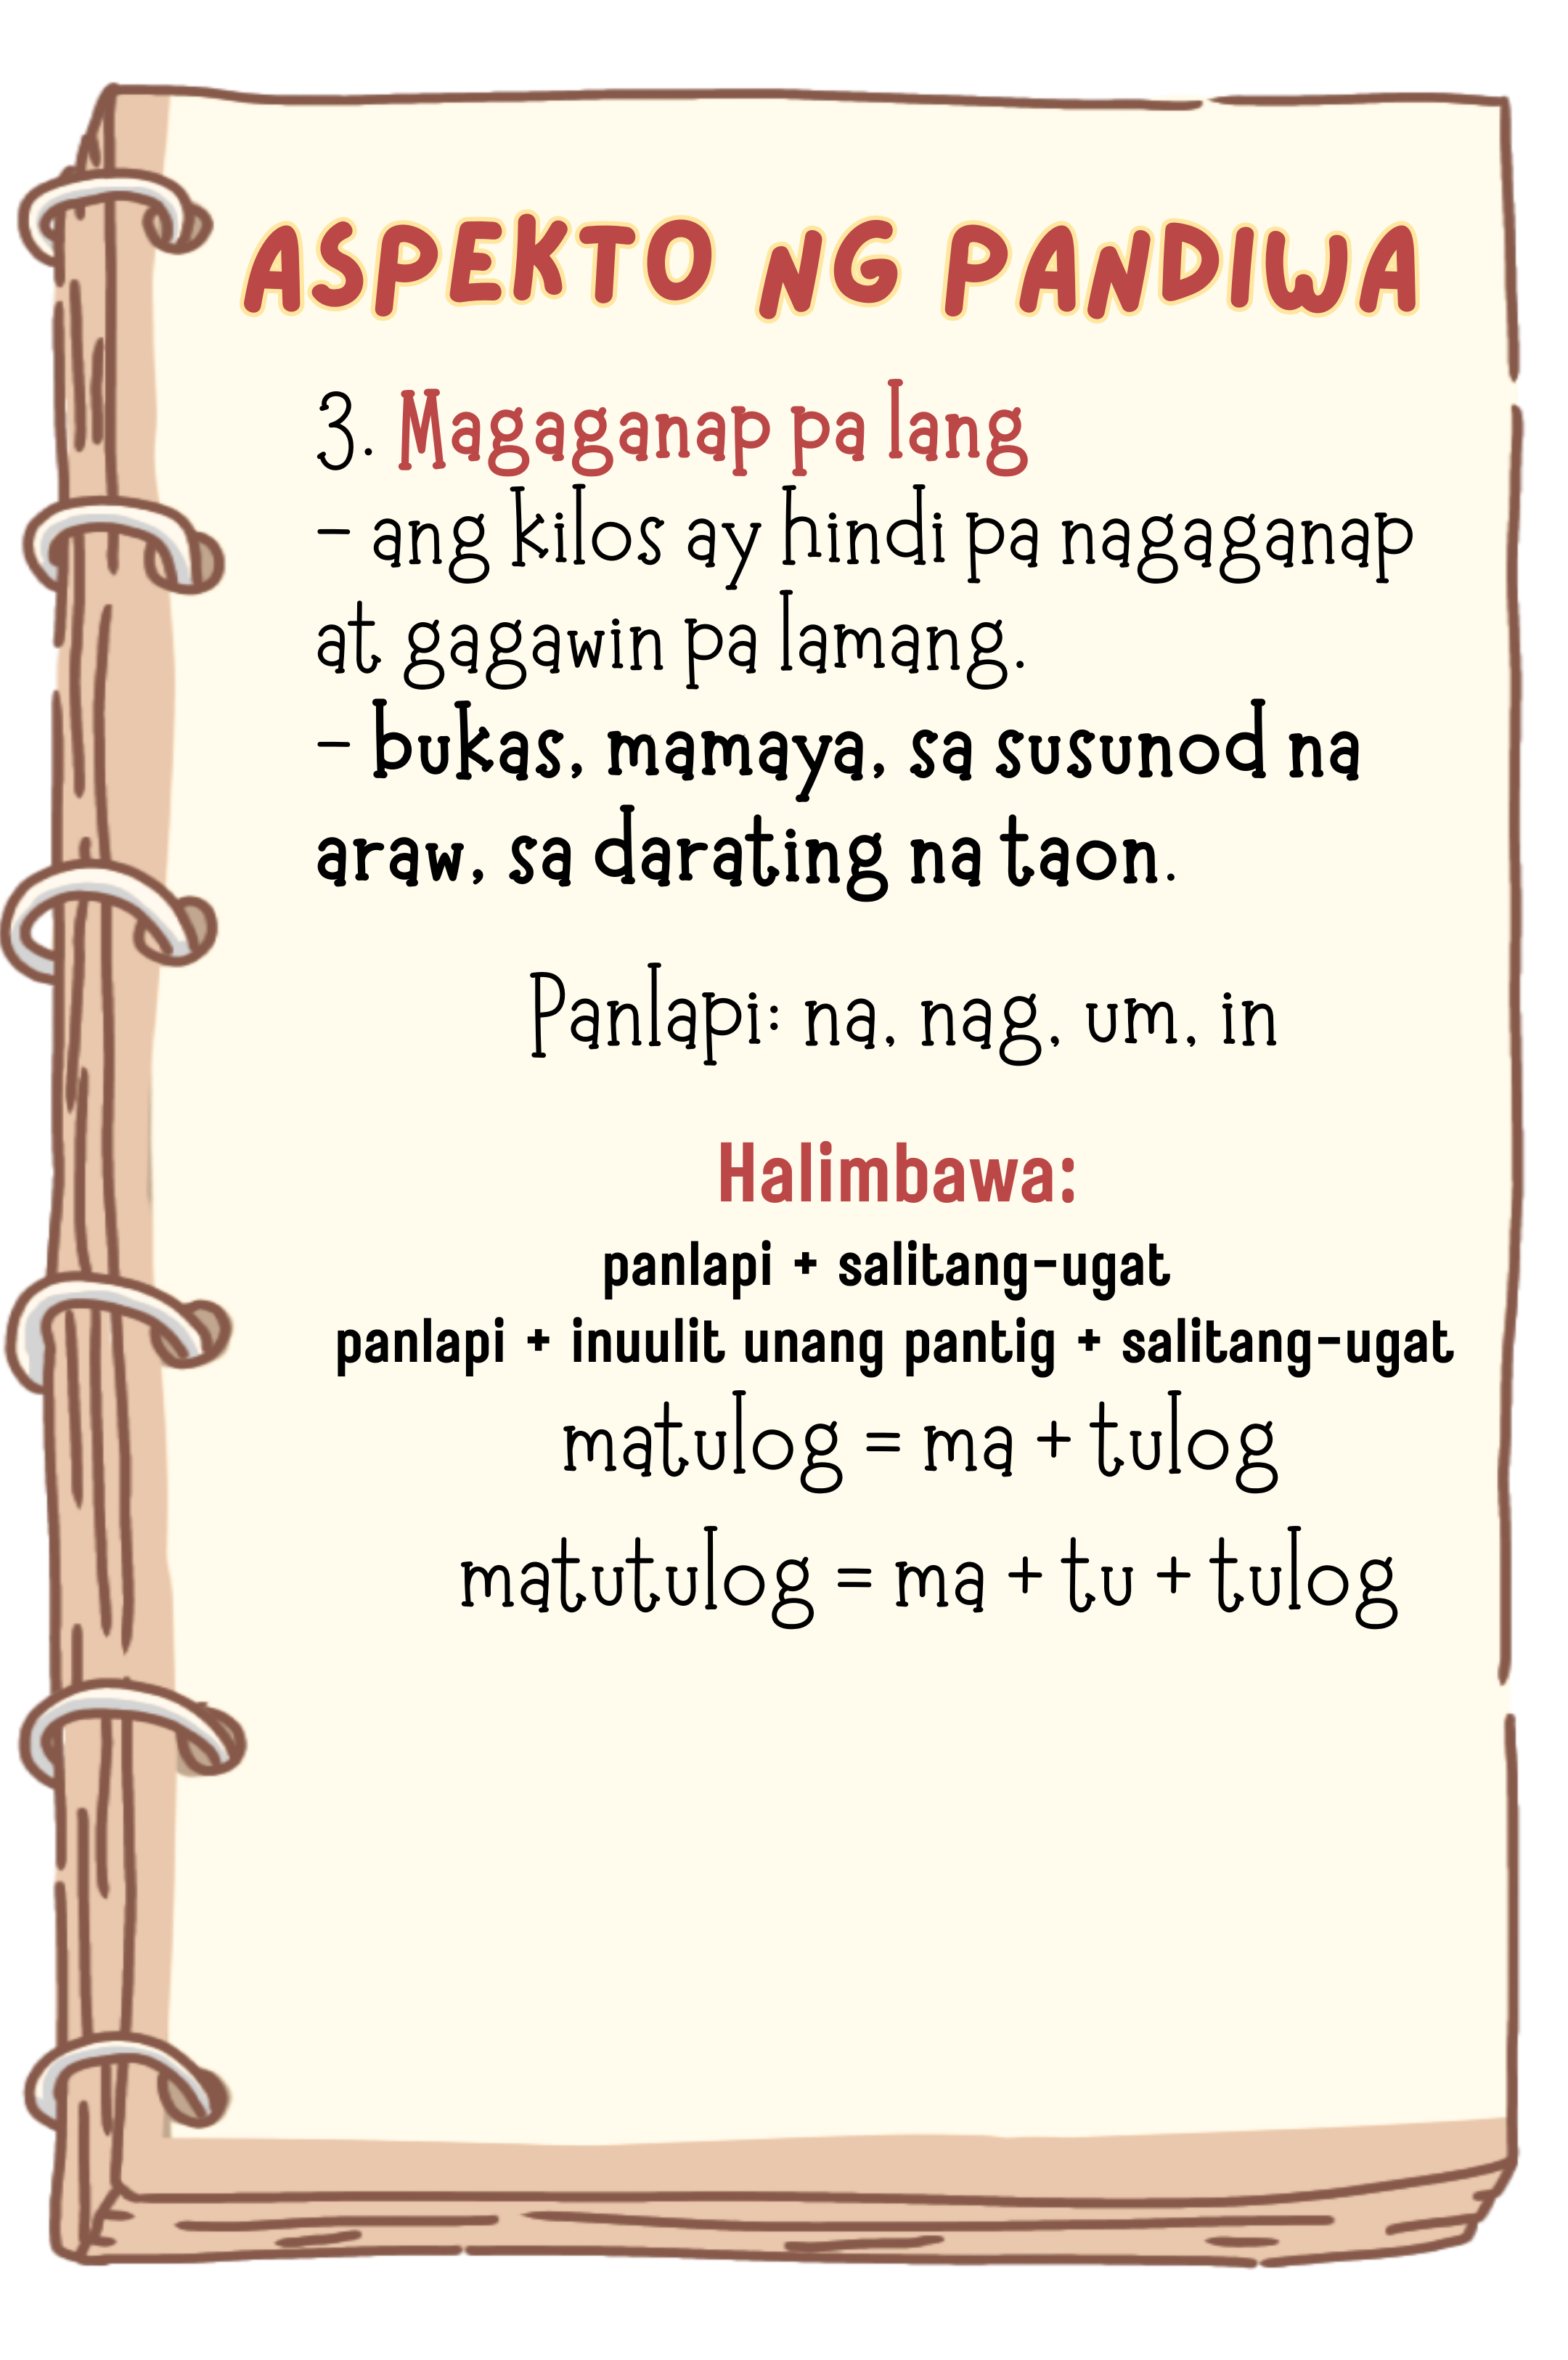 ASPEKTO NG PANDIWA
3. Magaganap pa lang
- ang kilos ay hindi pa nagaganap
at gagawin pa lamang.
- bukas, mamaya, sa susunod na
araw, sa darating na taon.
Panlapi: na, nag, um, in
Halimbawa:
panlapi + salitang-ugat
panlapi + inuulit unang pantig + salitang-ugat
matulog = ma + tulog
matutulog = ma + tu + tulog